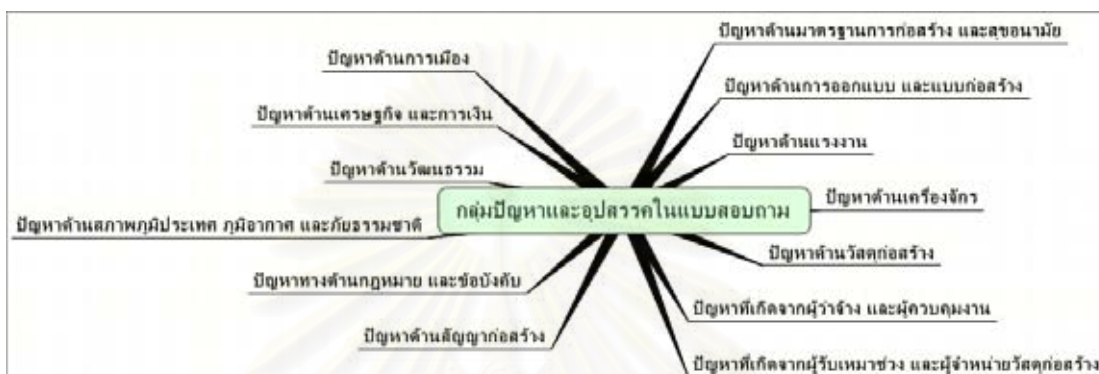 ปัญหาด้านมาตรฐานการก่อสร้าง และสุขอนามัย
ปัญหาด้านการเมือง
ปัญหาด้านการออกแบบ และแบบก่อสร้าง
ปัญหาด้านเศรษฐกิจ และการเงิน
ปัญหาด้านแรงงาน
ปัญหาด้านวัฒนธรรม
ปัญหาด้านเครื่องจักร
กลุ่มปัญหาและอุปสรรคในแบบสอบถาม
ปัญหาด้านสภาพภูมิประเทศ ภูมิอากาศ และภัยธรรมชาติ
ปัญหาด้านวัสดุก่อสร้าง
ปัญหาทางด้านกฎหมาย และข้อบังคับ
ปัญหาที่เกิดจากผู้ว่าจ้าง และผู้ควบคุมงาน
ปัญหาด้านสัญญาก่อสร้าง
ปัญหาที่เกิดจากผู้รับเหมาช่วง และผู้จำหน่ายวัสดุก่อสร้าง